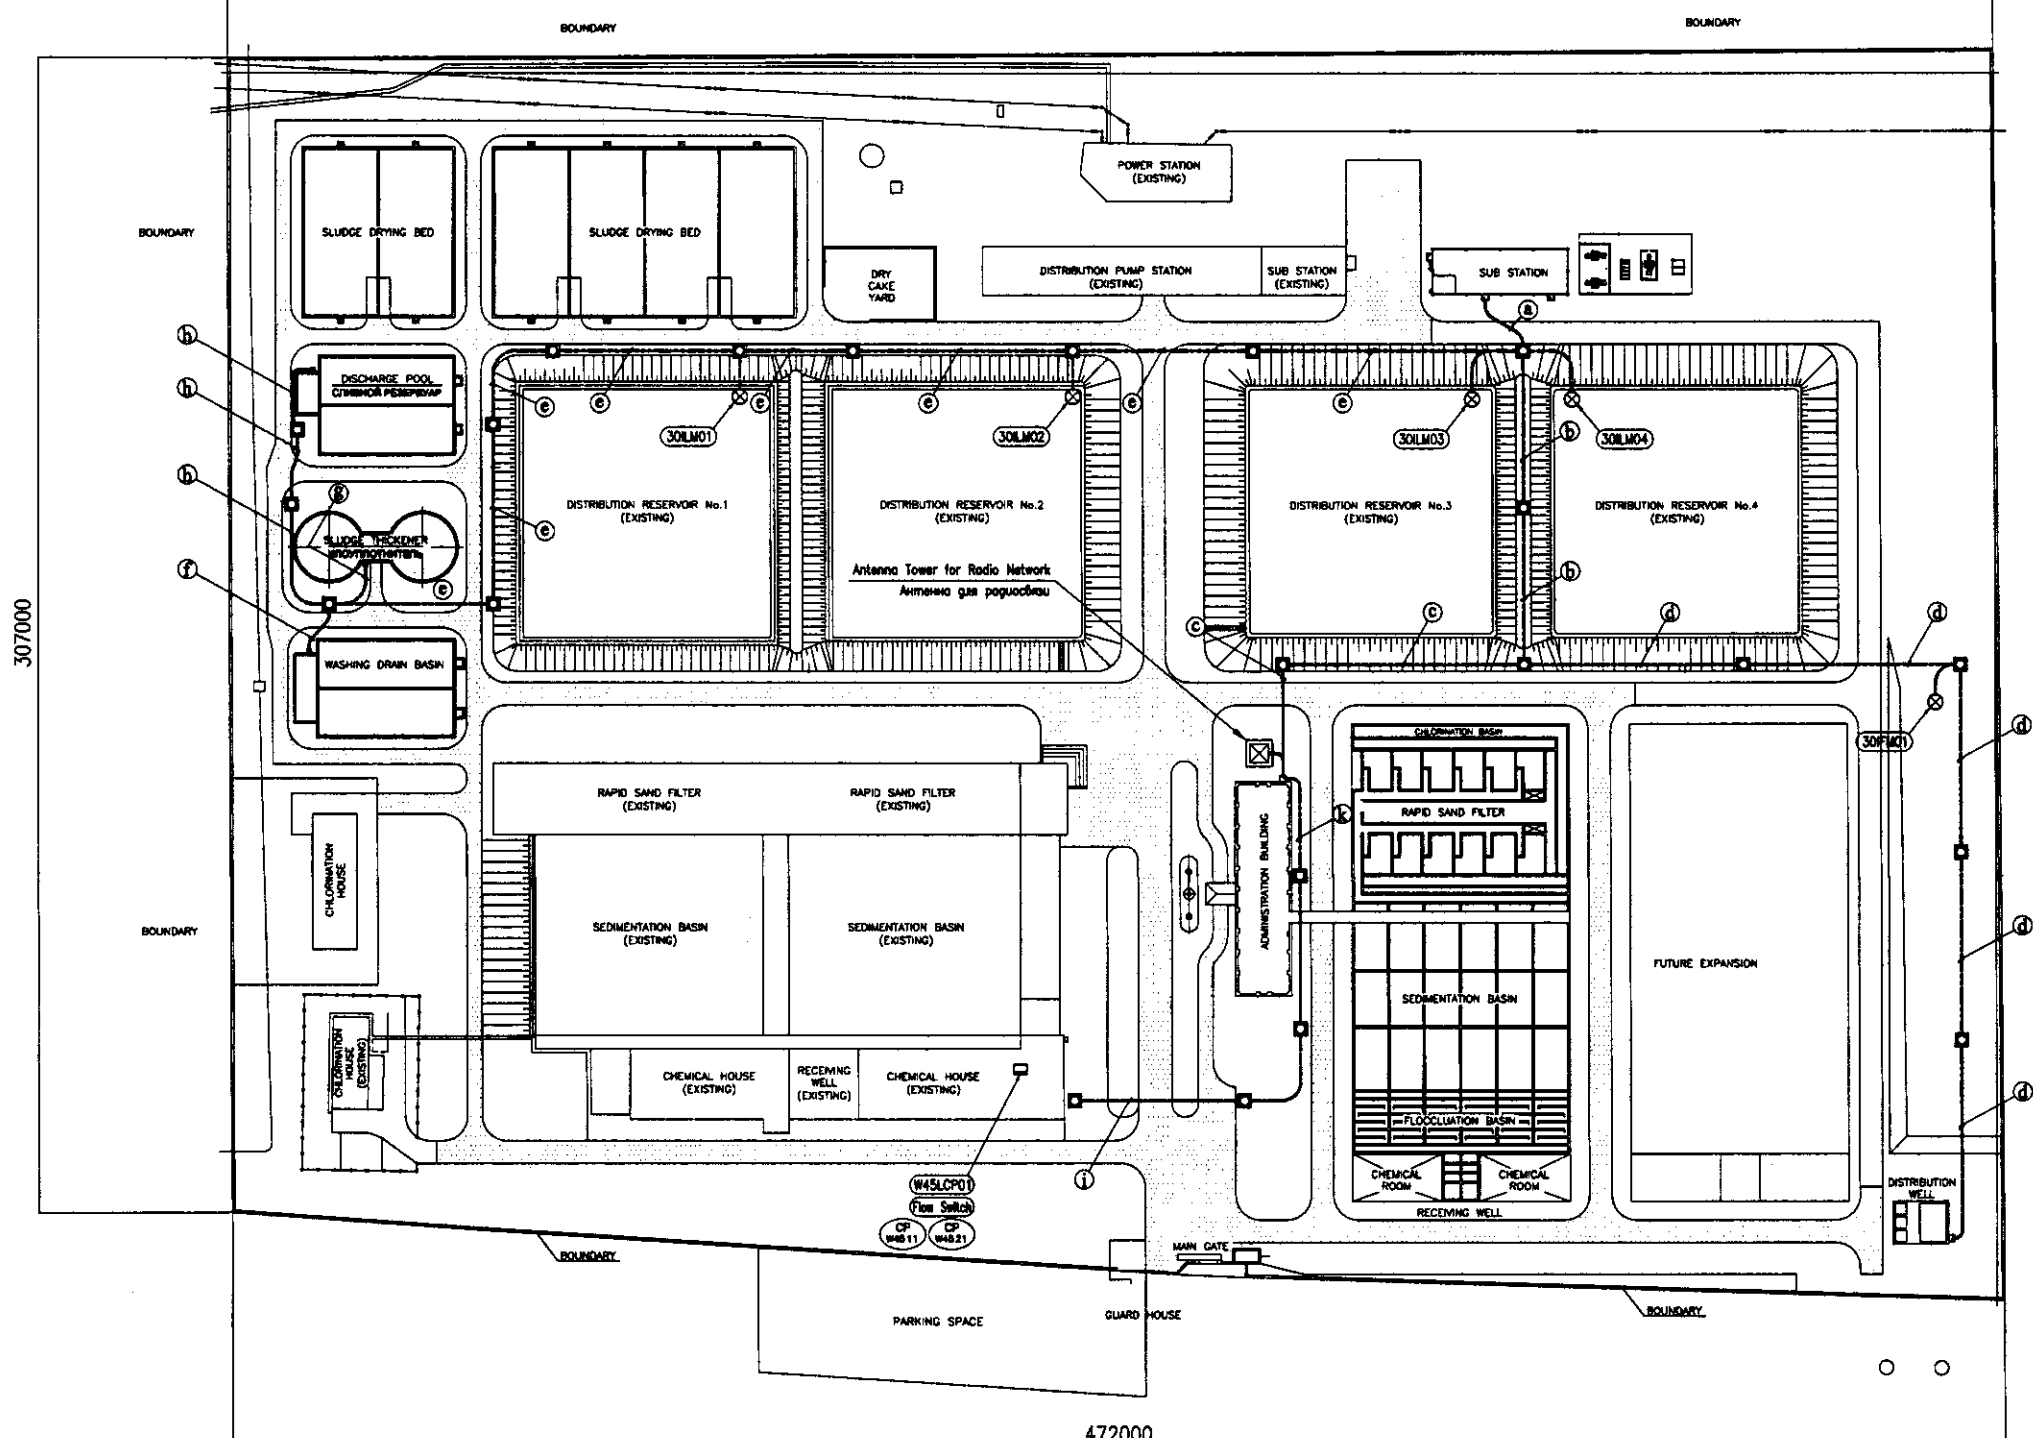 BOUNDARY
BOUNDARY
POWER STATION
(EXISTING)
BOUNDARY
SLUDGE DRYING BED
SLUDGE DRYING BED
DRY
CAKE
YARD
DISTRIBUTION PUMP STATION
(EXISTING)
SUB STATION
(EXISTING)
SUB STATION
a
h
h
h
DISCHARGE POOL
СЛИВНОЙ РЕЗЕРВУАР
e
e
e
e
e
e
30ILM01
30ILM02
30ILM03
30ILM04
b
g
DISTRIBUTION RESERVOIR No.1
(EXISTING)
DISTRIBUTION RESERVOIR No.2
(EXISTING)
DISTRIBUTION RESERVOIR No.3
(EXISTING)
DISTRIBUTION RESERVOIR No.4
(EXISTING)
e
SLUDGE THICKENER
f
e
b
Antenna Tower for Radio Network
Антенна для радиосвязи
c
c
d
d
307000
WASHING DRAIN BASIN
d
30IFM01
CHLORINATION BASIN
RAPID SAND FILTER
(EXISTING)
RAPID SAND FILTER
(EXISTING)
k
RAPID SAND FILTER
CHLORINATION
HOUSE
ADMINISTRATION BUILDING
BOUNDARY
SEDIMENTATION BASIN
(EXISTING)
SEDIMENTATION BASIN
(EXISTING)
d
FUTURE EXPANSION
SEDIMENTATION BASIN
CHLORINATION
HOUSE
(EXISTING)
CHEMICAL HOUSE
(EXISTING)
RECEIVING
WELL
(EXISTING)
CHEMICAL HOUSE
(EXISTING)
d
FLOCCLUATION BASIN
i
CHEMICAL
ROOM
CHEMICAL
ROOM
W45LCP01
Flow Switch
CP
W4511
CP
W4521
RECEIVING WELL
DISTRIBUTION
WELL
BOUNDARY
MAIN GATE
BOUNDARY
PARKING SPACE
GUARD HOUSE
472000